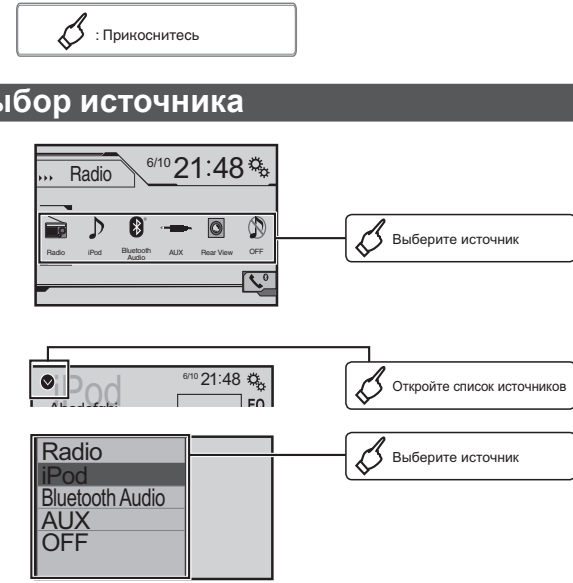 : Прикоснитесь
ыбор источника
Radio
6/10 21:48
Выберите источник
Radio iPod Bluetooth Audio AUX Rear View OFF
iPod
6/10 21:48
Откройте список источников
EQ
Radio
Выберите источник
iPod
Bluetooth Audio
AUX
OFF